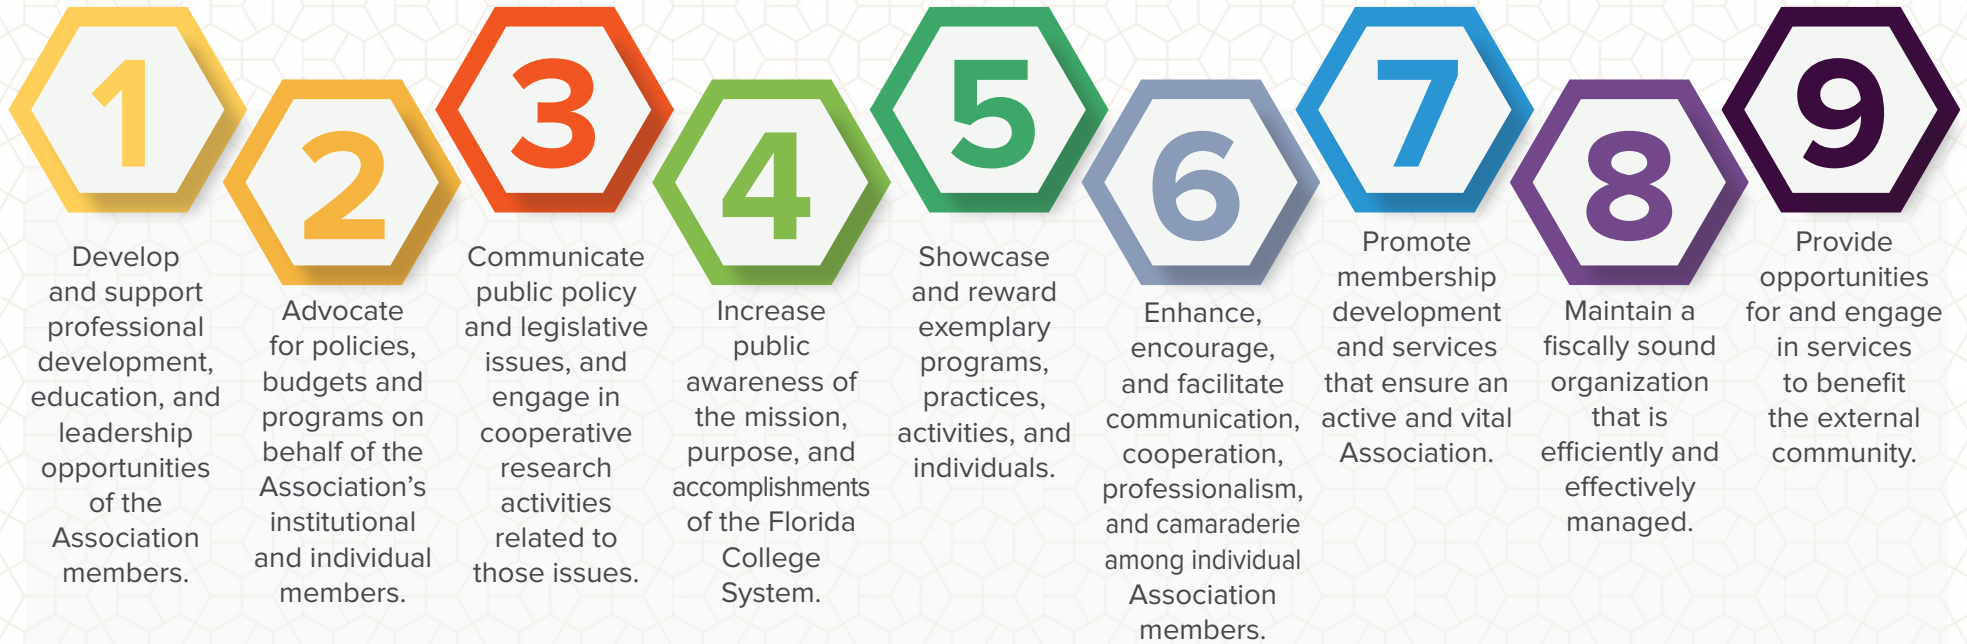 1
Develop
and support
professional
development,
education, and
leadership
opportunities
of the
Association
members.
2
Advocate
for policies,
budgets and
programs on
behalf of the
Association’s
institutional
and individual
members.
3
Communicate
public policy
and legislative
issues, and
engage in
cooperative
research
activities
related to
those issues.
4
Increase
public
awareness of
the mission,
purpose, and
accomplishments
of the Florida
College
System.
5
Showcase
and reward
exemplary
programs,
practices,
activities, and
individuals.
6
Enhance,
encourage,
and facilitate
communication,
cooperation,
professionalism,
and camaraderie
among individual
Association
members.
7
Promote
membership
development
and services
that ensure an
active and vital
Association.
8
Maintain a
fiscally sound
organization
that is
efficiently and
effectively
managed.
9
Provide
opportunities
for and engage
in services
to benefit
the external
community.